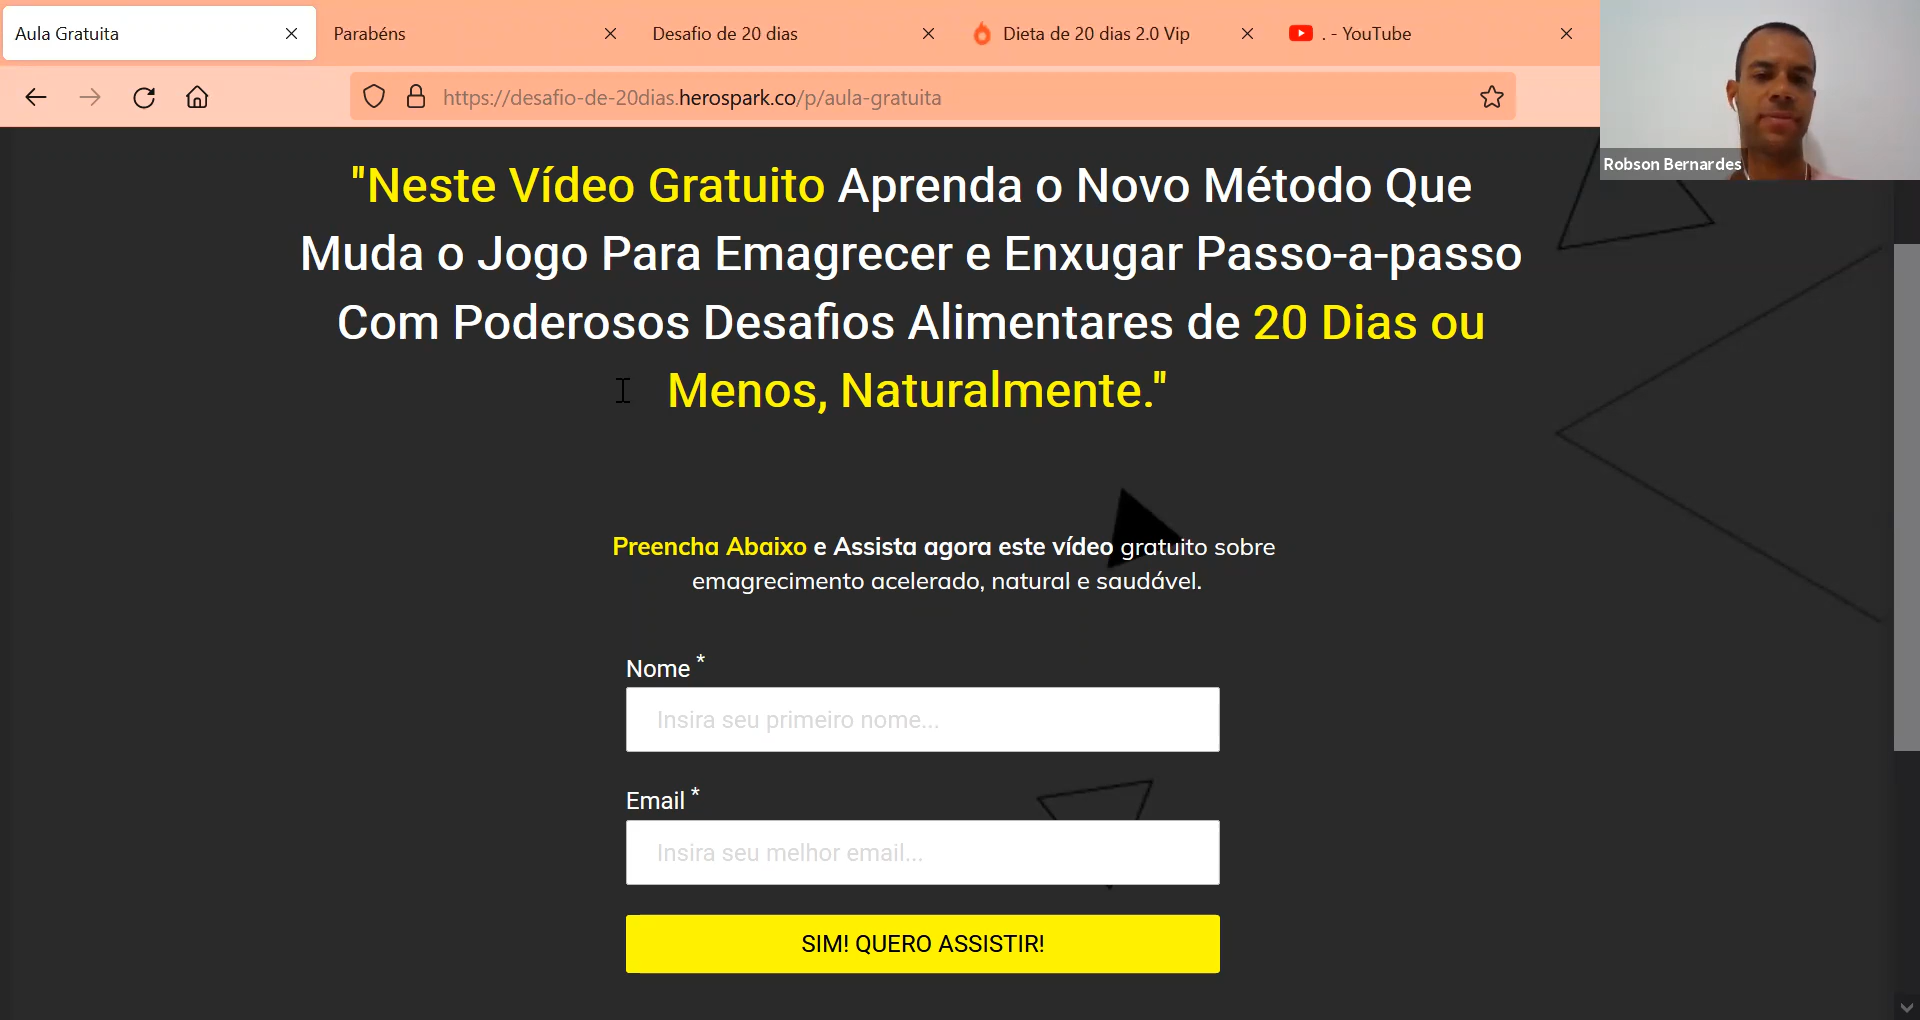 Aula Gratuita
Parabéns
Desafio de 20 dias
Dieta de 20 dias 2.0 Vip
. - YouTube
https://desafio-de-20dias.herospark.co/p/aula-gratuita
Robson Bernardes
"Neste Vídeo Gratuito Aprenda o Novo Método Que
Muda o Jogo Para Emagrecer e Enxugar Passo-a-passo
Com Poderosos Desafios Alimentares de 20 Dias ou
Menos, Naturalmente."
Preencha Abaixo e Assista agora este vídeo gratuito sobre
emagrecimento acelerado, natural e saudável.
Nome *
Insira seu primeiro nome...
Email *
Insira seu melhor email...
SIM! QUERO ASSISTIR!